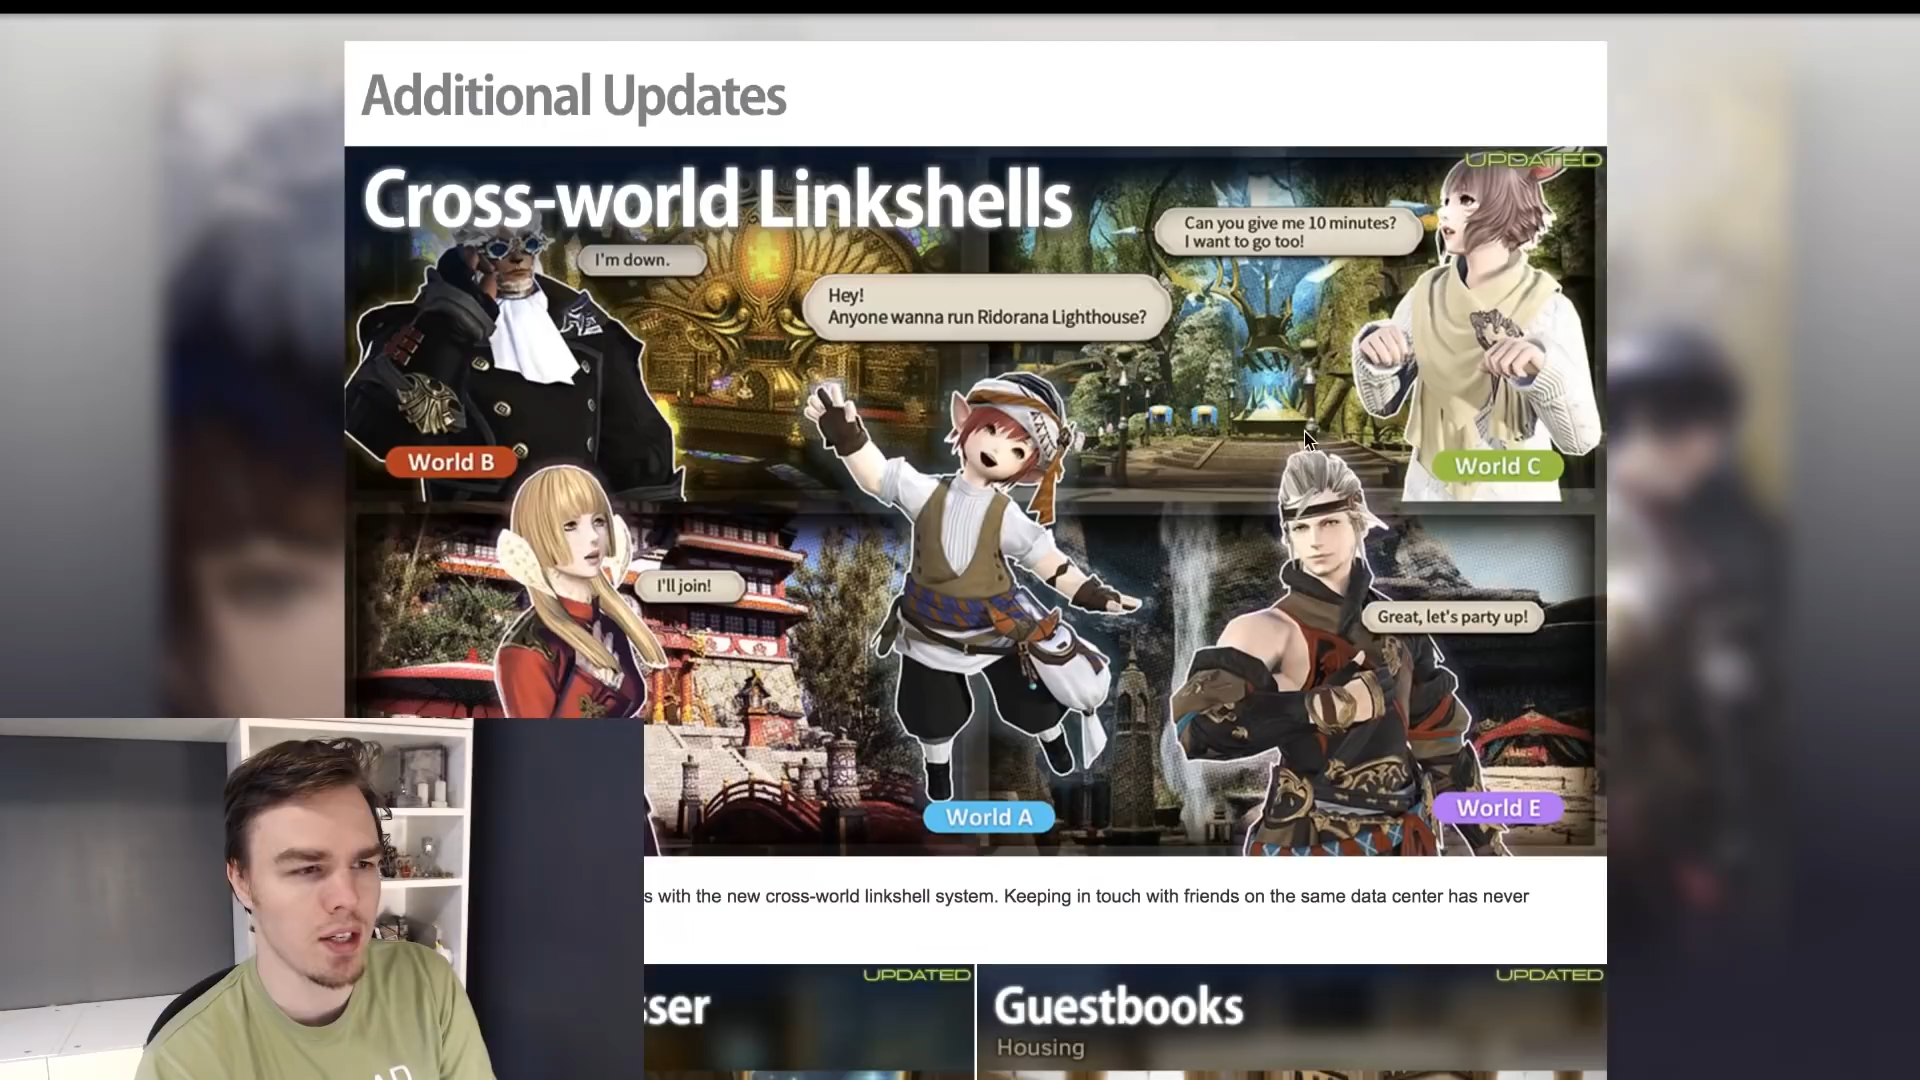 Additional Updates
UPDATED
Cross-world Linkshells
Can you give me 10 minutes?
I want to go too!
I'm down.
Hey!
Anyone wanna run Ridorana Lighthouse?
World B
World C
I'll join!
Great, let's party up!
World A
World E
s with the new cross-world linkshell system. Keeping in touch with friends on the same data center has never
UPDATED
UPDATED
sser
Guestbooks
Housing